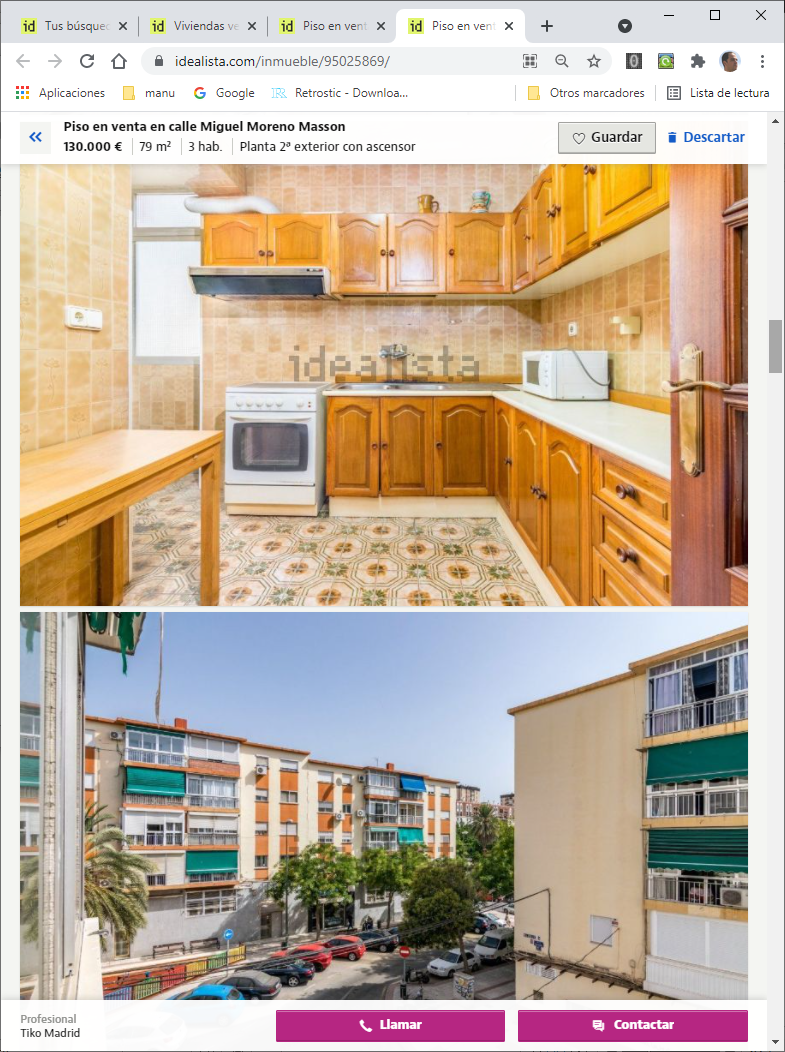 id Tus búsquec
id Viviendas ve
id Piso en vent
id Piso en vent
idealista.com/inmueble/95025869/
Aplicaciones manu Google Retrostic - Downloa... Otros marcadores Lista de lectura
Piso en venta en calle Miguel Moreno Masson
130.000 € 79 m² 3 hab. Planta 2ª exterior con ascensor
Guardar
Descartar
idealista
Profesional
Tiko Madrid
Llamar
Contactar